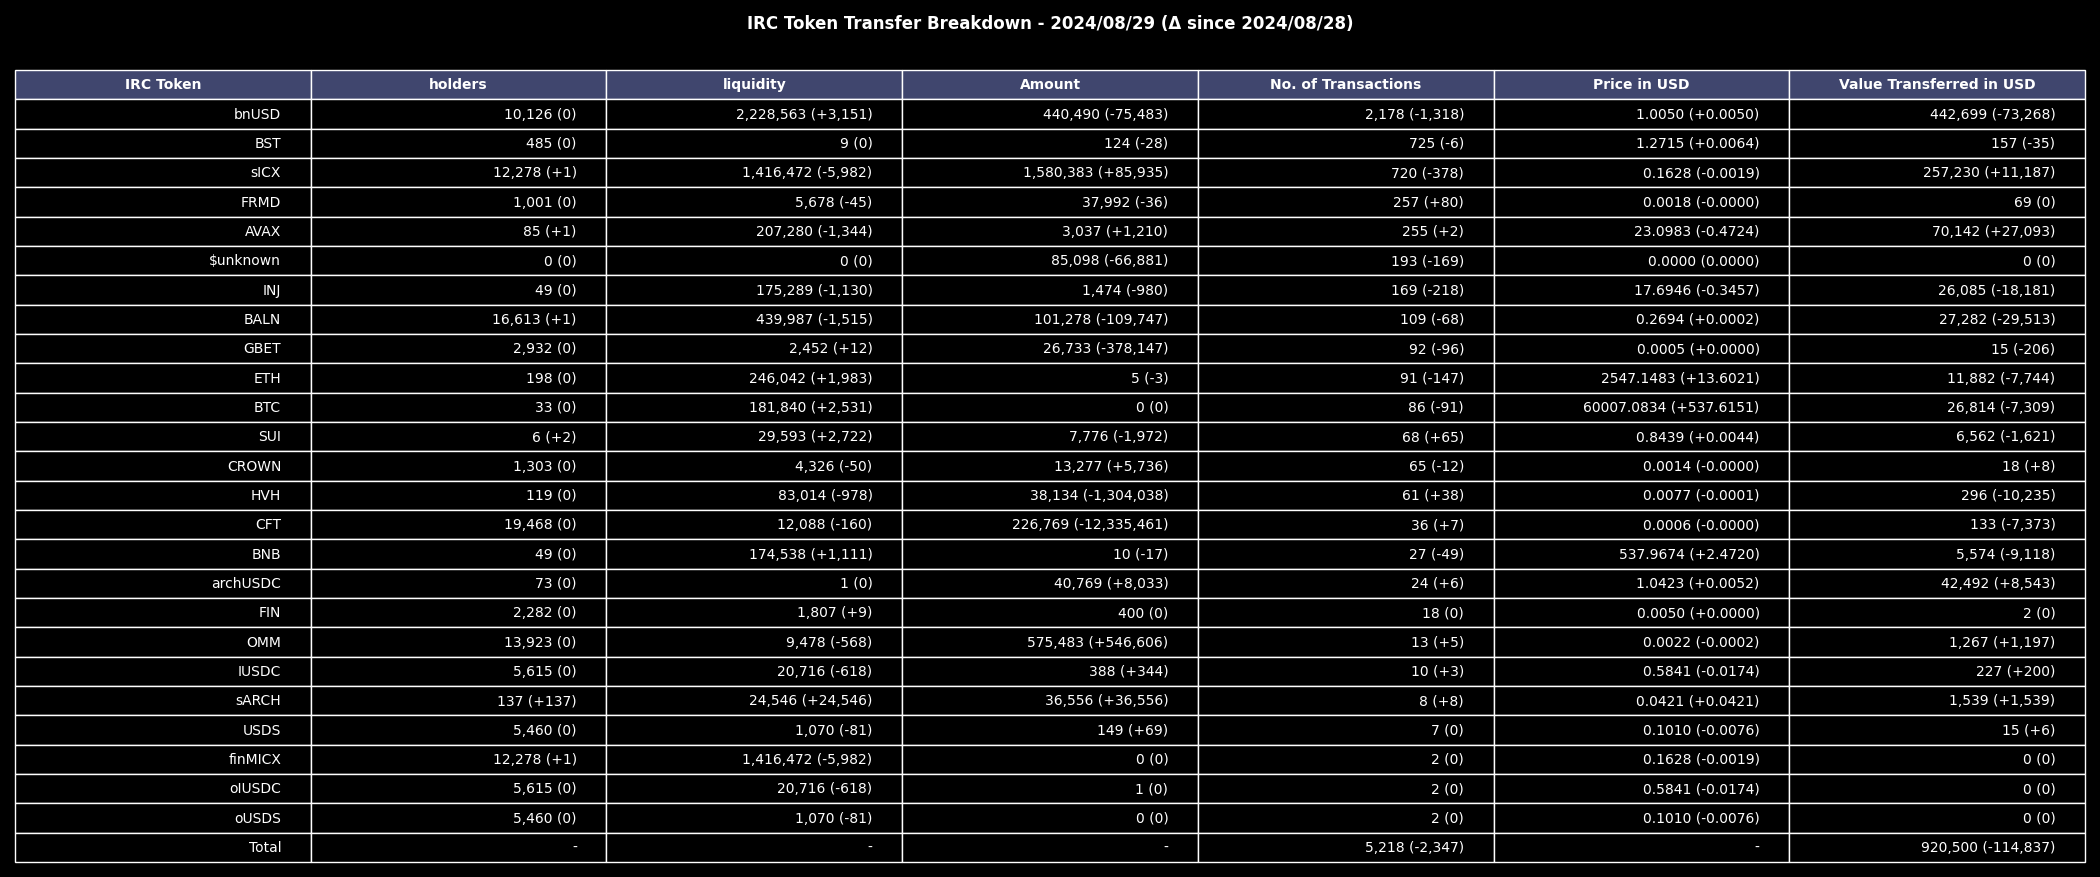 IRC Token Transfer Breakdown - 2024/08/29 (Δ since 2024/08/28)
IRC Token holders liquidity Amount No. of Transactions Price in USD Value Transferred in USD
bnUSD 10,126 (0) 2,228,563 (+3,151) 440,490 (-75,483) 2,178 (-1,318) 1.0050 (+0.0050) 442,699 (-73,268)
BST 485 (0) 9 (0) 124 (-28) 725 (-6) 1.2715 (+0.0064) 157 (-35)
sICX 12,278 (+1) 1,416,472 (-5,982) 1,580,383 (+85,935) 720 (-378) 0.1628 (-0.0019) 257,230 (+11,187)
FRMD 1,001 (0) 5,678 (-45) 37,992 (-36) 257 (+80) 0.0018 (-0.0000) 69 (0)
AVAX 85 (+1) 207,280 (-1,344) 3,037 (+1,210) 255 (+2) 23.0983 (-0.4724) 70,142 (+27,093)
$unknown 0 (0) 0 (0) 85,098 (-66,881) 193 (-169) 0.0000 (0.0000) 0 (0)
INJ 49 (0) 175,289 (-1,130) 1,474 (-980) 169 (-218) 17.6946 (-0.3457) 26,085 (-18,181)
BALN 16,613 (+1) 439,987 (-1,515) 101,278 (-109,747) 109 (-68) 0.2694 (+0.0002) 27,282 (-29,513)
GBET 2,932 (0) 2,452 (+12) 26,733 (-378,147) 92 (-96) 0.0005 (+0.0000) 15 (-206)
ETH 198 (0) 246,042 (+1,983) 5 (-3) 91 (-147) 2547.1483 (+13.6021) 11,882 (-7,744)
BTC 33 (0) 181,840 (+2,531) 0 (0) 86 (-91) 60007.0834 (+537.6151) 26,814 (-7,309)
SUI 6 (+2) 29,593 (+2,722) 7,776 (-1,972) 68 (+65) 0.8439 (+0.0044) 6,562 (-1,621)
CROWN 1,303 (0) 4,326 (-50) 13,277 (+5,736) 65 (-12) 0.0014 (-0.0000) 18 (+8)
HVH 119 (0) 83,014 (-978) 38,134 (-1,304,038) 61 (+38) 0.0077 (-0.0001) 296 (-10,235)
CFT 19,468 (0) 12,088 (-160) 226,769 (-12,335,461) 36 (+7) 0.0006 (-0.0000) 133 (-7,373)
BNB 49 (0) 174,538 (+1,111) 10 (-17) 27 (-49) 537.9674 (+2.4720) 5,574 (-9,118)
archUSDC 73 (0) 1 (0) 40,769 (+8,033) 24 (+6) 1.0423 (+0.0052) 42,492 (+8,543)
FIN 2,282 (0) 1,807 (+9) 400 (0) 18 (0) 0.0050 (+0.0000) 2 (0)
OMM 13,923 (0) 9,478 (-568) 575,483 (+546,606) 13 (+5) 0.0022 (-0.0002) 1,267 (+1,197)
IUSDC 5,615 (0) 20,716 (-618) 388 (+344) 10 (+3) 0.5841 (-0.0174) 227 (+200)
sARCH 137 (+137) 24,546 (+24,546) 36,556 (+36,556) 8 (+8) 0.0421 (+0.0421) 1,539 (+1,539)
USDS 5,460 (0) 1,070 (-81) 149 (+69) 7 (0) 0.1010 (-0.0076) 15 (+6)
finMICX 12,278 (+1) 1,416,472 (-5,982) 0 (0) 2 (0) 0.1628 (-0.0019) 0 (0)
oIUSDC 5,615 (0) 20,716 (-618) 1 (0) 2 (0) 0.5841 (-0.0174) 0 (0)
oUSDS 5,460 (0) 1,070 (-81) 0 (0) 2 (0) 0.1010 (-0.0076) 0 (0)
Total - - - 5,218 (-2,347) - 920,500 (-114,837)